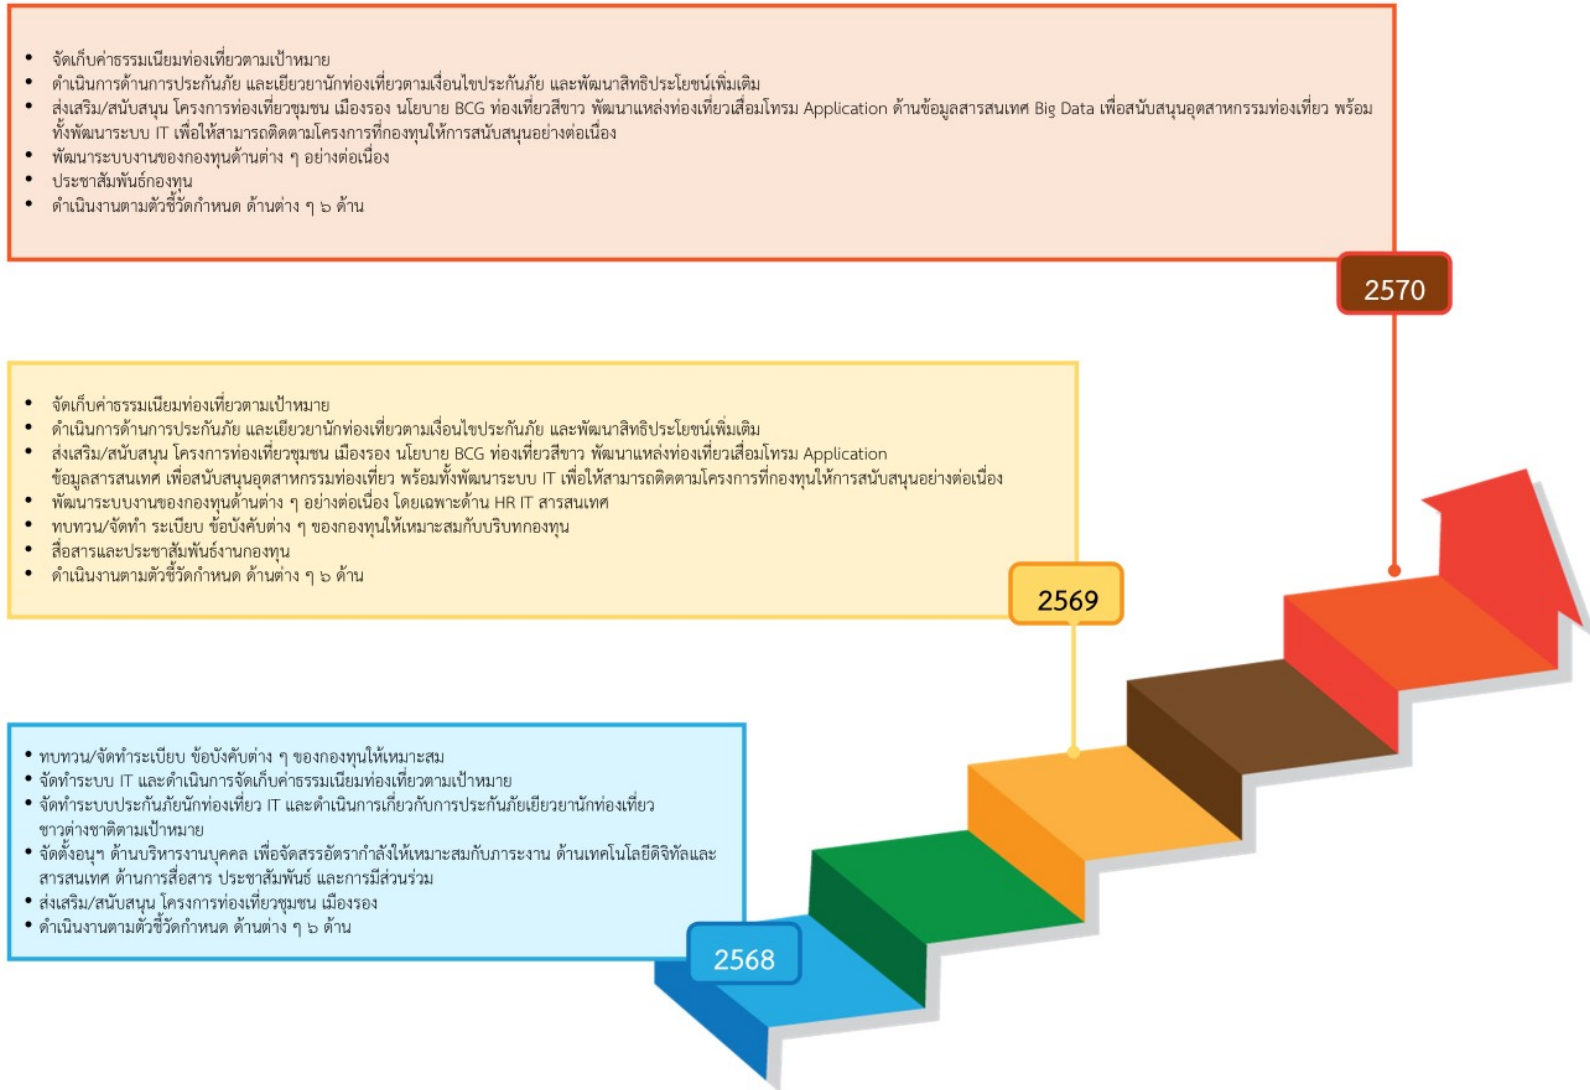 • จัดเก็บค่าธรรมเนียมท่องเที่ยวตามเป้าหมาย
• ดำเนินการด้านการประกันภัย และเยียวยานักท่องเที่ยวตามเงื่อนไขประกันภัย และพัฒนาสิทธิประโยชน์เพิ่มเติม
• ส่งเสริม/สนับสนุน โครงการท่องเที่ยวชุมชน เมืองรอง นโยบาย BCG ท่องเที่ยวสีขาว พัฒนาแหล่งท่องเที่ยวเสื่อมโทรม Application ด้านข้อมูลสารสนเทศ Big Data เพื่อสนับสนุนอุตสาหกรรมท่องเที่ยว พร้อม
ทั้งพัฒนาระบบ IT เพื่อให้สามารถติดตามโครงการที่กองทุนให้การสนับสนุนอย่างต่อเนื่อง
• พัฒนาระบบงานของกองทุนด้านต่าง ๆ อย่างต่อเนื่อง
• ประชาสัมพันธ์กองทุน
• ดำเนินงานตามตัวชี้วัดกำหนด ด้านต่าง ๆ ๖ ด้าน
2570
• จัดเก็บค่าธรรมเนียมท่องเที่ยวตามเป้าหมาย
• ดำเนินการด้านการประกันภัย และเยียวยานักท่องเที่ยวตามเงื่อนไขประกันภัย และพัฒนาสิทธิประโยชน์เพิ่มเติม
• ส่งเสริม/สนับสนุน โครงการท่องเที่ยวชุมชน เมืองรอง นโยบาย BCG ท่องเที่ยวสีขาว พัฒนาแหล่งท่องเที่ยวเสื่อมโทรม Application
ข้อมูลสารสนเทศ เพื่อสนับสนุนอุตสาหกรรมท่องเที่ยว พร้อมทั้งพัฒนาระบบ IT เพื่อให้สามารถติดตามโครงการที่กองทุนให้การสนับสนุนอย่างต่อเนื่อง
• พัฒนาระบบงานของกองทุนด้านต่าง ๆ อย่างต่อเนื่อง โดยเฉพาะด้าน HR IT สารสนเทศ
• ทบทวน/จัดทำ ระเบียบ ข้อบังคับต่าง ๆ ของกองทุนให้เหมาะสมกับบริบทกองทุน
• สื่อสารและประชาสัมพันธ์งานกองทุน
• ดำเนินงานตามตัวชี้วัดกำหนด ด้านต่าง ๆ ๖ ด้าน
2569
• ทบทวน/จัดทำระเบียบ ข้อบังคับต่าง ๆ ของกองทุนให้เหมาะสม
• จัดทำระบบ IT และดำเนินการจัดเก็บค่าธรรมเนียมท่องเที่ยวตามเป้าหมาย
• จัดทำระบบประกันภัยนักท่องเที่ยว IT และดำเนินการเกี่ยวกับการประกันภัยเยียวยานักท่องเที่ยว
ชาวต่างชาติตามเป้าหมาย
• จัดตั้งอนุฯ ด้านบริหารงานบุคคล เพื่อจัดสรรอัตรากำลังให้เหมาะสมกับภาระงาน ด้านเทคโนโลยีดิจิทัลและ
สารสนเทศ ด้านการสื่อสาร ประชาสัมพันธ์ และการมีส่วนร่วม
• ส่งเสริม/สนับสนุน โครงการท่องเที่ยวชุมชน เมืองรอง
• ดำเนินงานตามตัวชี้วัดกำหนด ด้านต่าง ๆ ๖ ด้าน
2568